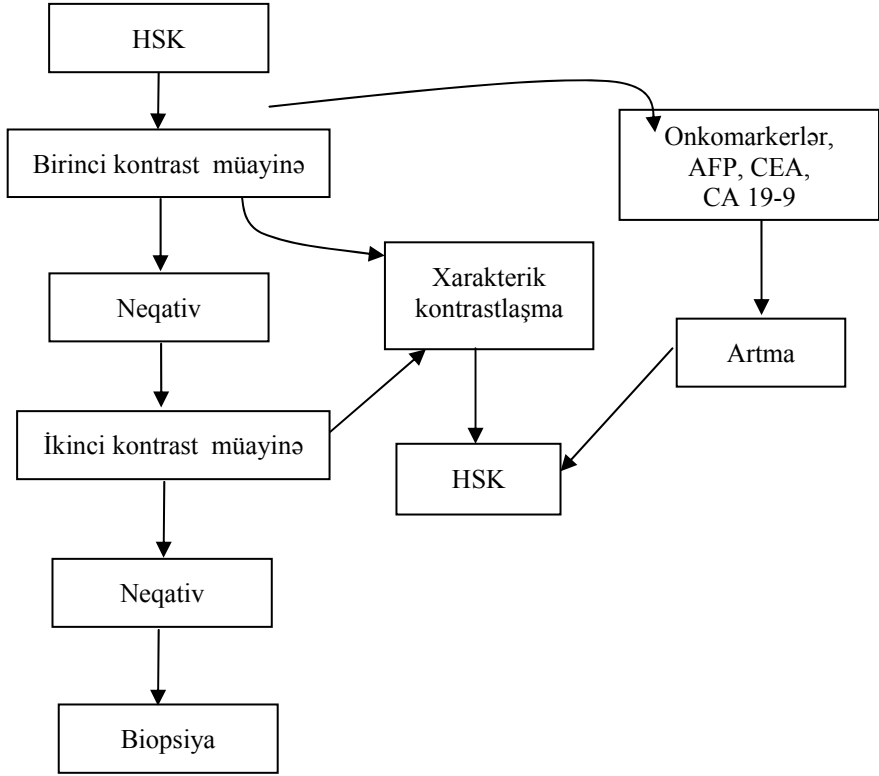 HSK
Birinci kontrast müayinə
Onkomarkerlər,
AFP, CEA,
CA 19-9
Neqativ
Xarakterik
kontrastlaşma
Artma
İkinci kontrast müayinə
HSK
Neqativ
Biopsiya